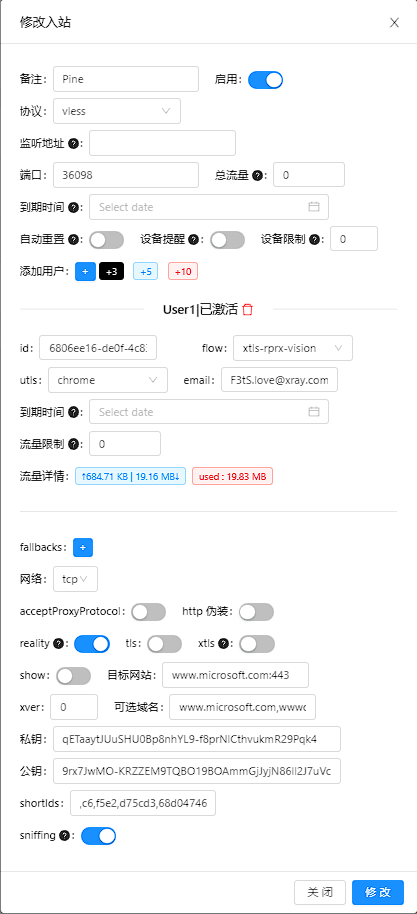 修改入站
备注: Pine 启用:
协议: vless
监听地址 ?:
端口: 36098 总流量 ?: 0
到期时间 ?: Select date
自动重置 ?: 设备提醒 ?: 设备限制 ?: 0
添加用户: + +3 +5 +10
User1|已激活
id: 6806ee16-de0f-4c8 flow: xtls-rprx-vision
utls: chrome email: F3tS.love@xray.com
到期时间 ?: Select date
流量限制 ?: 0
流量详情: ↑684.71 KB | 19.16 MB↓ used : 19.83 MB
fallbacks: +
网络: tcp
acceptProxyProtocol: http 伪装:
reality ?: tls: xtls ?:
show: 目标网站: www.microsoft.com:443
xver: 0 可选域名: www.microsoft.com,www
私钥: qETaaytJUuSHU0Bp8nhYL9-f8prNlCthvukmR29Pqk4
公钥: 9rx7JwMO-KRZZEM9TQBO19BOAmmGjJyjN86Il2J7uVc
shortIds: ,c6,f5e2,d75cd3,68d04746
sniffing ?:
关 闭 修 改